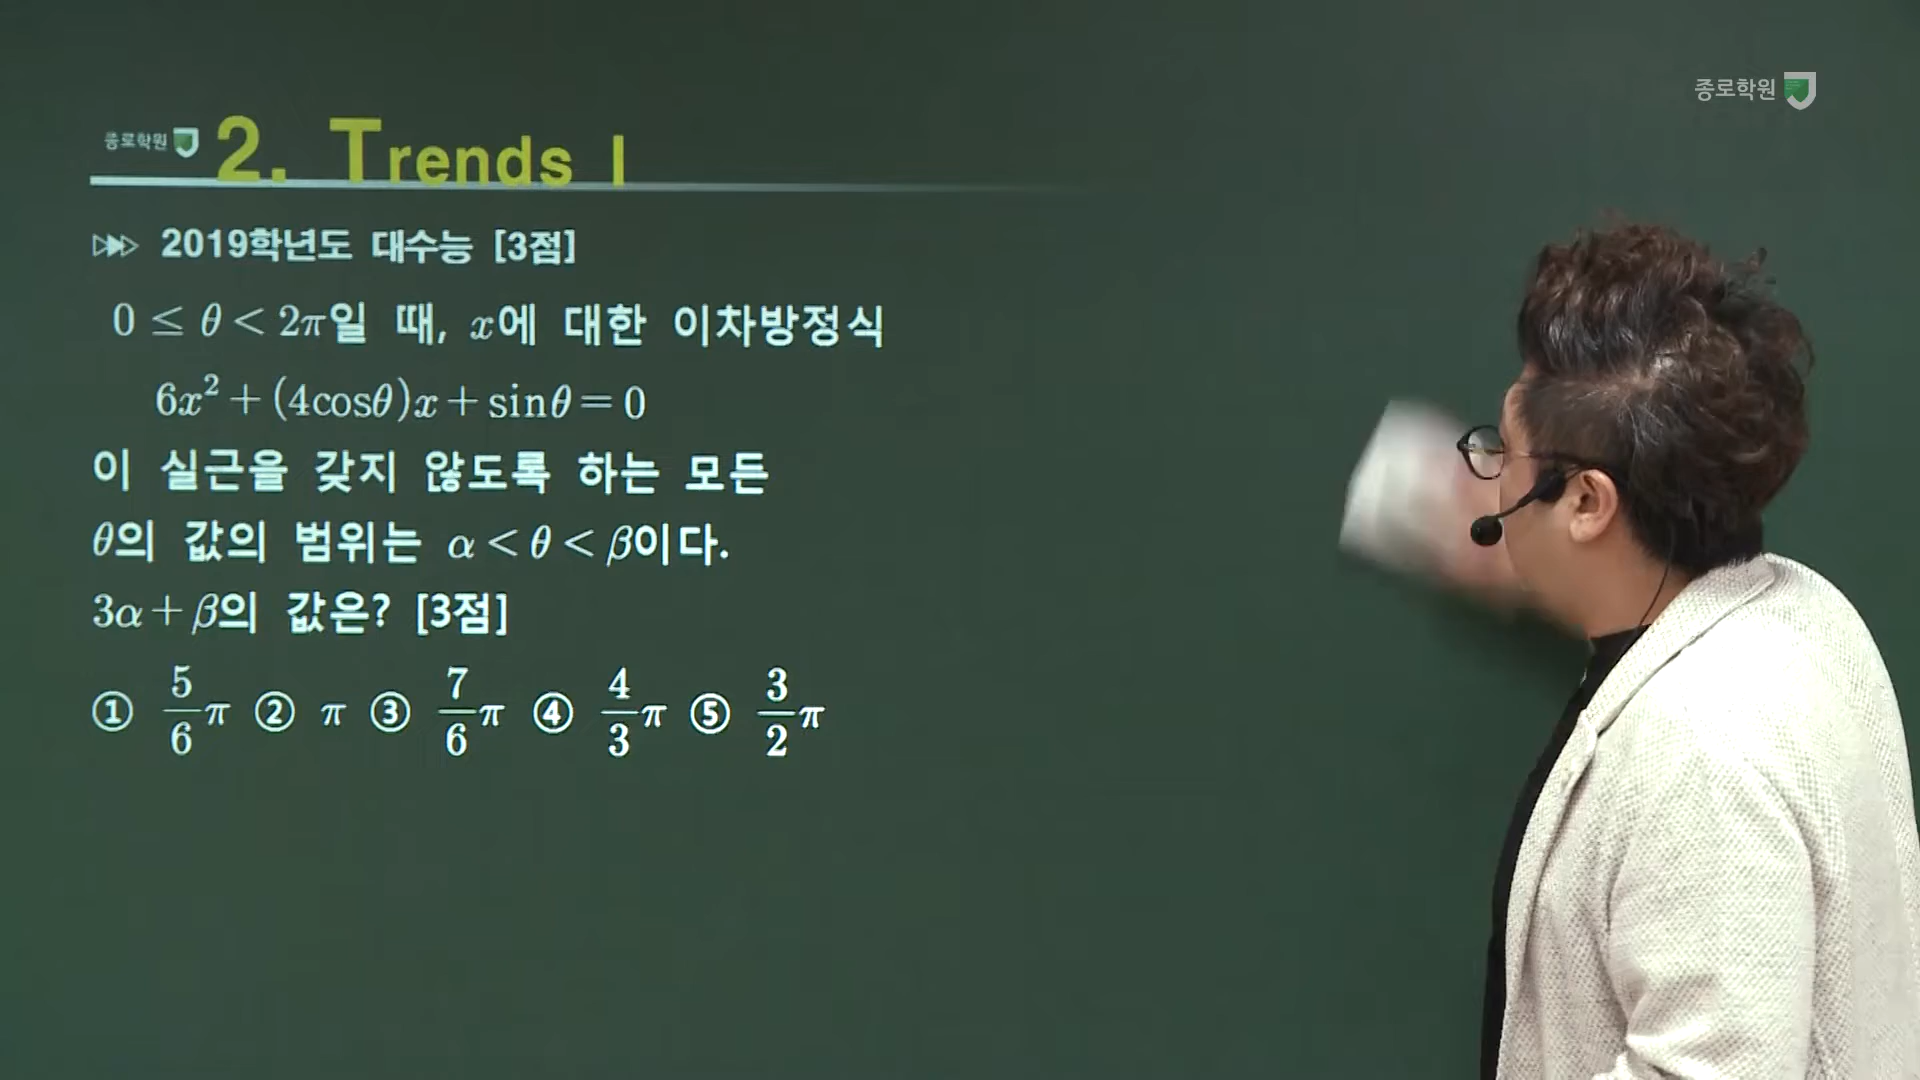 종로학원
종로학원 2. Trends Ⅰ
2019학년도 대수능 [3점]
0 ≤ θ < 2π일 때, x에 대한 이차방정식
6x² + (4cosθ)x + sinθ = 0
이 실근을 갖지 않도록 하는 모든
θ의 값의 범위는 α < θ < β이다.
3α + β의 값은? [3점]
① 5/6 π ② π ③ 7/6 π ④ 4/3 π ⑤ 3/2 π